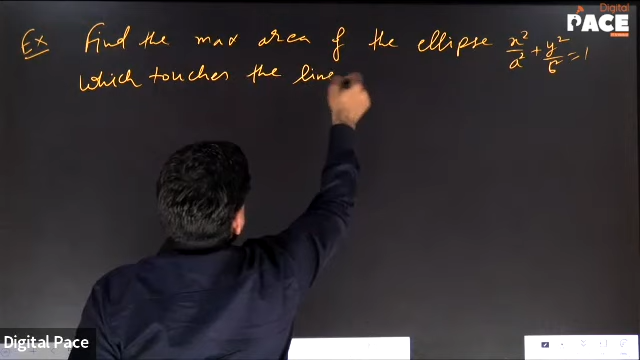 Digital
PACE
Ex Find the max area of the ellipse x²/a² + y²/b² = 1
which touches the line
Digital Pace